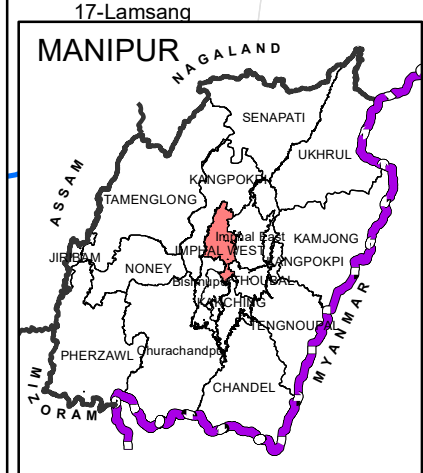 17-Lamsang
MANIPUR
NAGALAND
SENAPATI
UKHRUL
ASSAM
KANGPOKPI
TAMENGLONG
Imphal East
KAMJONG
IMPHAL WEST
JIRIBAM
KANGPOKPI
NONEY
Bishnupur
THOUBAL
KAKCHING
TENGNOUPAL
MYANMAR
PHERZAWL
Churachandpur
CHANDEL
MIZORAM